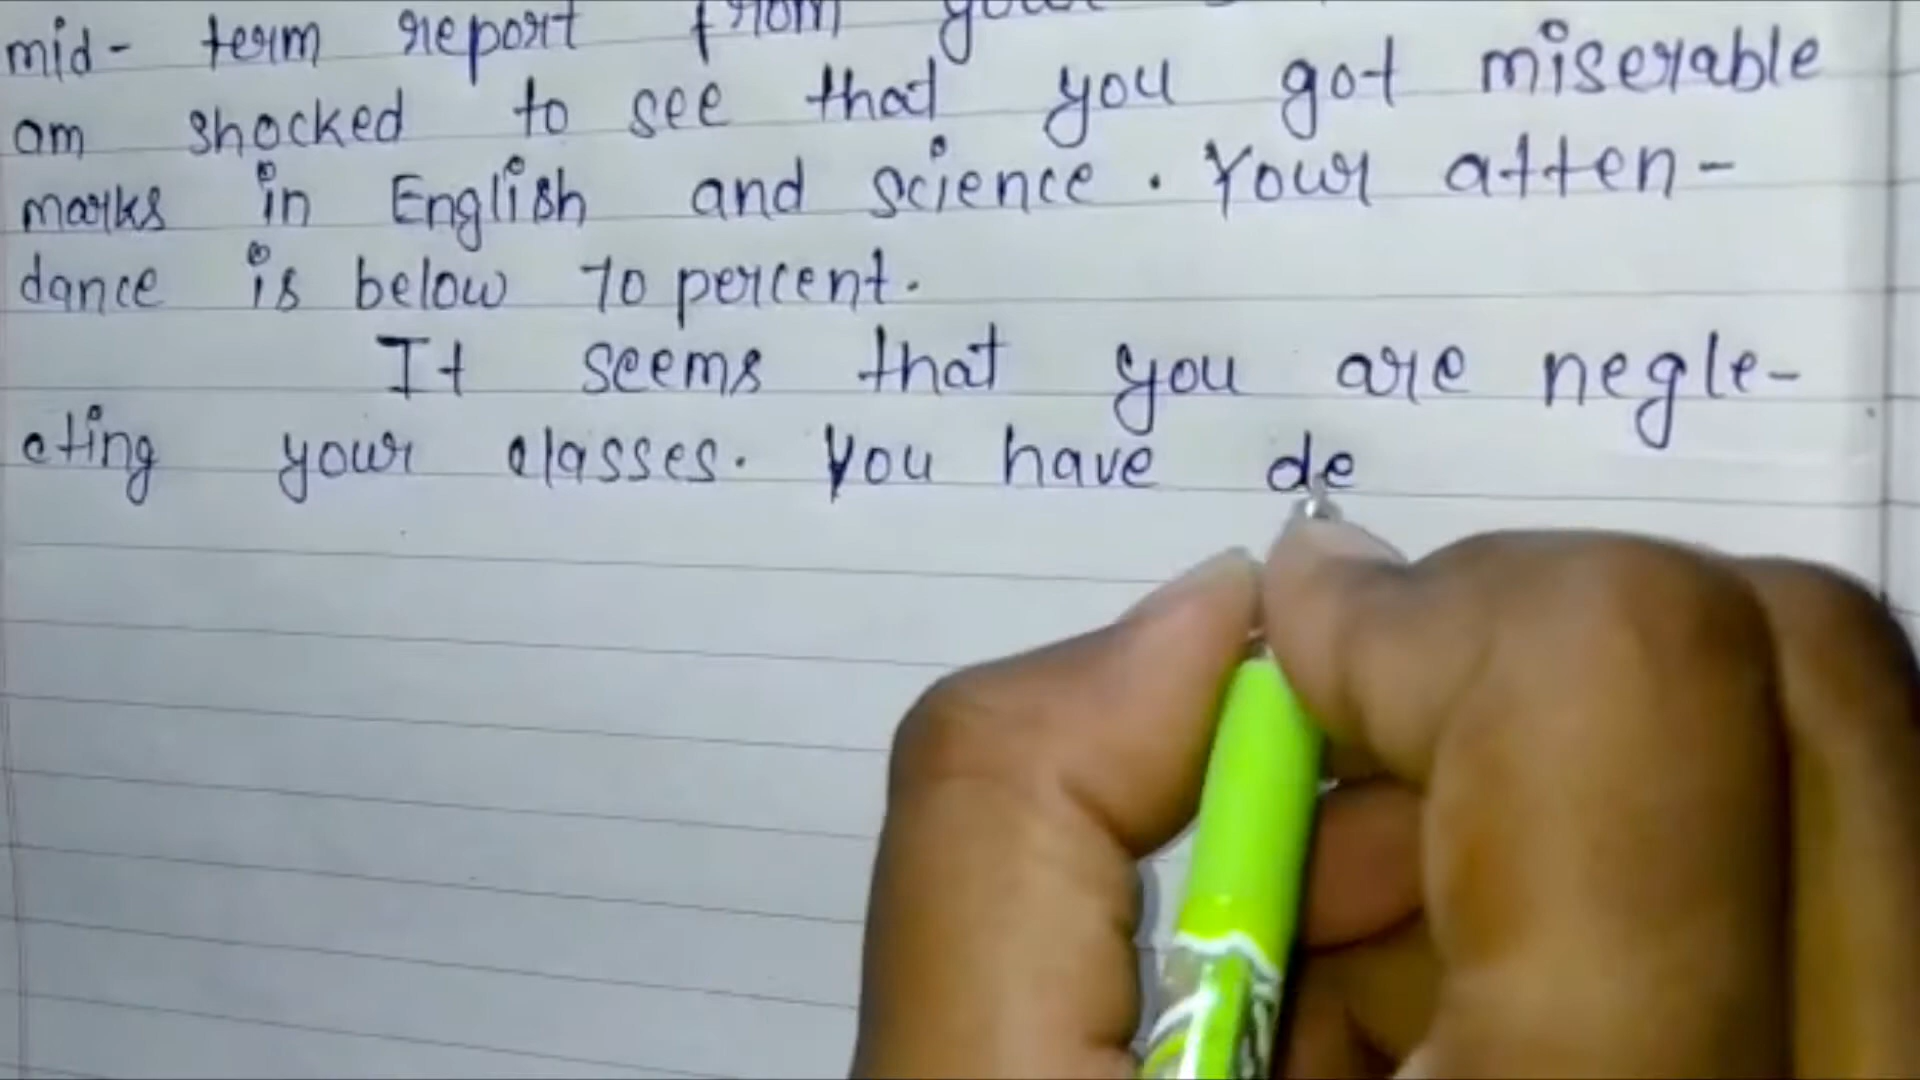 mid- term report from your
am shocked to see that you got miserable
marks in English and science. Your atten-
dance is below 70 percent.
It seems that you are negle-
cting your classes. You have de